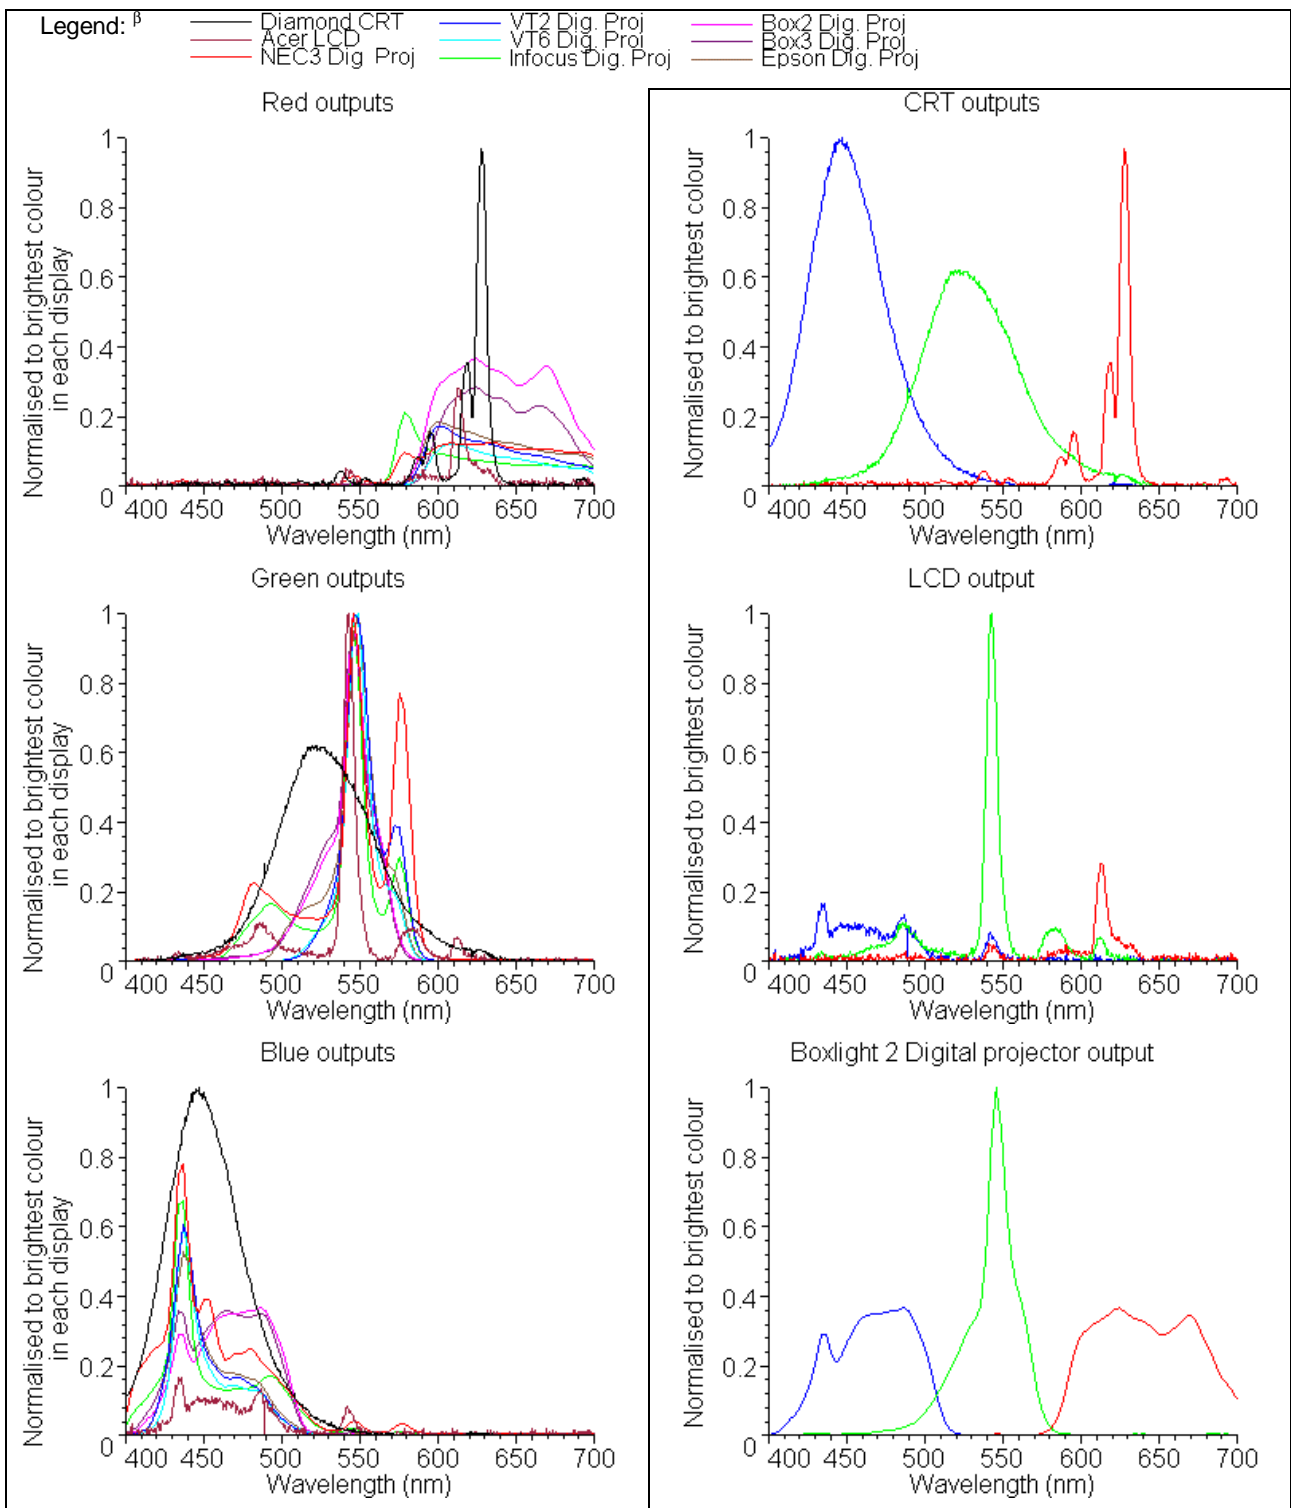 Legend: β
Diamond CRT
Acer LCD
NEC3 Dig Proj
VT2 Dig. Proj
VT6 Dig. Proj
Infocus Dig. Proj
Box2 Dig. Proj
Box3 Dig. Proj
Epson Dig. Proj
Red outputs
Normalised to brightest colour
in each display
1
0.8
0.6
0.4
0.2
0
400 450 500 550 600 650 700
Wavelength (nm)
CRT outputs
Normalised to brightest colour
1
0.8
0.6
0.4
0.2
0
400 450 500 550 600 650 700
Wavelength (nm)
Green outputs
Normalised to brightest colour
in each display
1
0.8
0.6
0.4
0.2
0
400 450 500 550 600 650 700
Wavelength (nm)
LCD output
Normalised to brightest colour
1
0.8
0.6
0.4
0.2
0
400 450 500 550 600 650 700
Wavelength (nm)
Blue outputs
Normalised to brightest colour
in each display
1
0.8
0.6
0.4
0.2
0
400 450 500 550 600 650 700
Wavelength (nm)
Boxlight 2 Digital projector output
Normalised to brightest colour
1
0.8
0.6
0.4
0.2
0
400 450 500 550 600 650 700
Wavelength (nm)